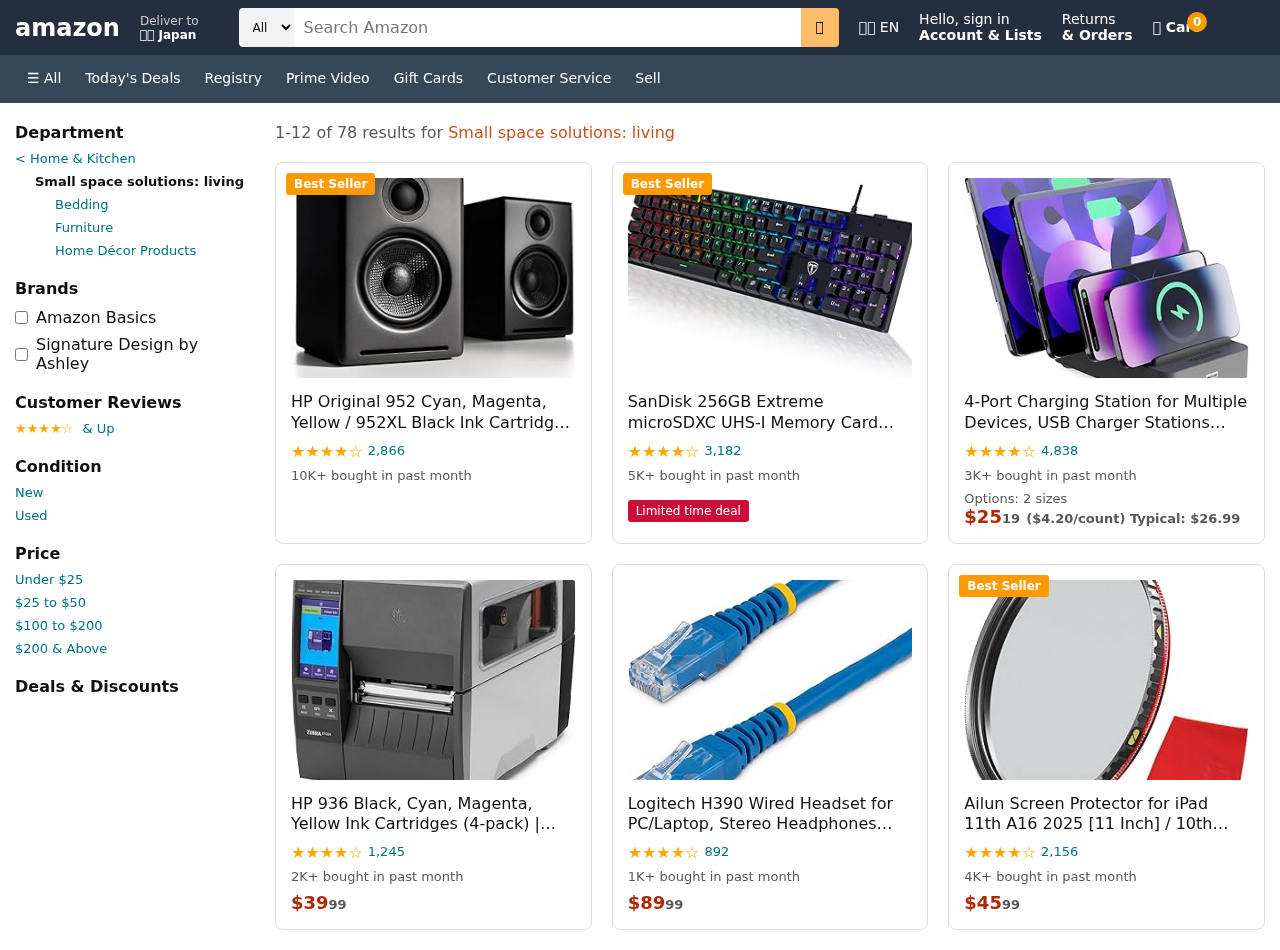 amazon
Deliver to
Japan
All
Search Amazon
EN
Hello, sign in
Account & Lists
Returns
& Orders
0
☰ All
Today's Deals
Registry
Prime Video
Gift Cards
Customer Service
Sell
Department
< Home & Kitchen
Small space solutions: living
Bedding
Furniture
Home Décor Products
Brands
Amazon Basics
Signature Design by
Ashley
Customer Reviews
★★★★☆ & Up
Condition
New
Used
Price
Under $25
$25 to $50
$100 to $200
$200 & Above
Deals & Discounts
1-12 of 78 results for Small space solutions: living
Best Seller
HP Original 952 Cyan, Magenta,
Yellow / 952XL Black Ink Cartridg…
★★★★☆ 2,866
10K+ bought in past month
Best Seller
SanDisk 256GB Extreme
microSDXC UHS-I Memory Card…
★★★★☆ 3,182
5K+ bought in past month
Limited time deal
4-Port Charging Station for Multiple
Devices, USB Charger Stations…
★★★★☆ 4,838
3K+ bought in past month
Options: 2 sizes
$2519 ($4.20/count) Typical: $26.99
ZEBRA
HP 936 Black, Cyan, Magenta,
Yellow Ink Cartridges (4-pack) |…
★★★★☆ 1,245
2K+ bought in past month
$3999
Logitech H390 Wired Headset for
PC/Laptop, Stereo Headphones…
★★★★☆ 892
1K+ bought in past month
$8999
Best Seller
Ailun Screen Protector for iPad
11th A16 2025 [11 Inch] / 10th…
★★★★☆ 2,156
4K+ bought in past month
$4599